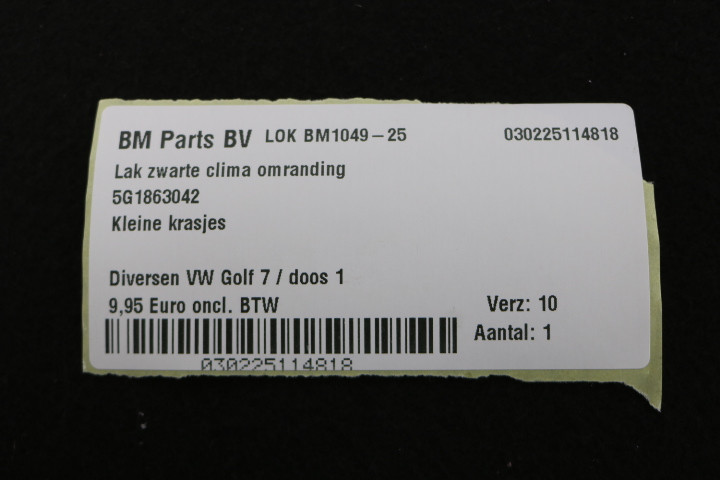 BM Parts BV LOK BM1049-25 030225114818
Lak zwarte clima omranding
5G1863042
Kleine krasjes
Diversen VW Golf 7 / doos 1
9,95 Euro oncl. BTW Verz: 10
Aantal: 1
030225114818